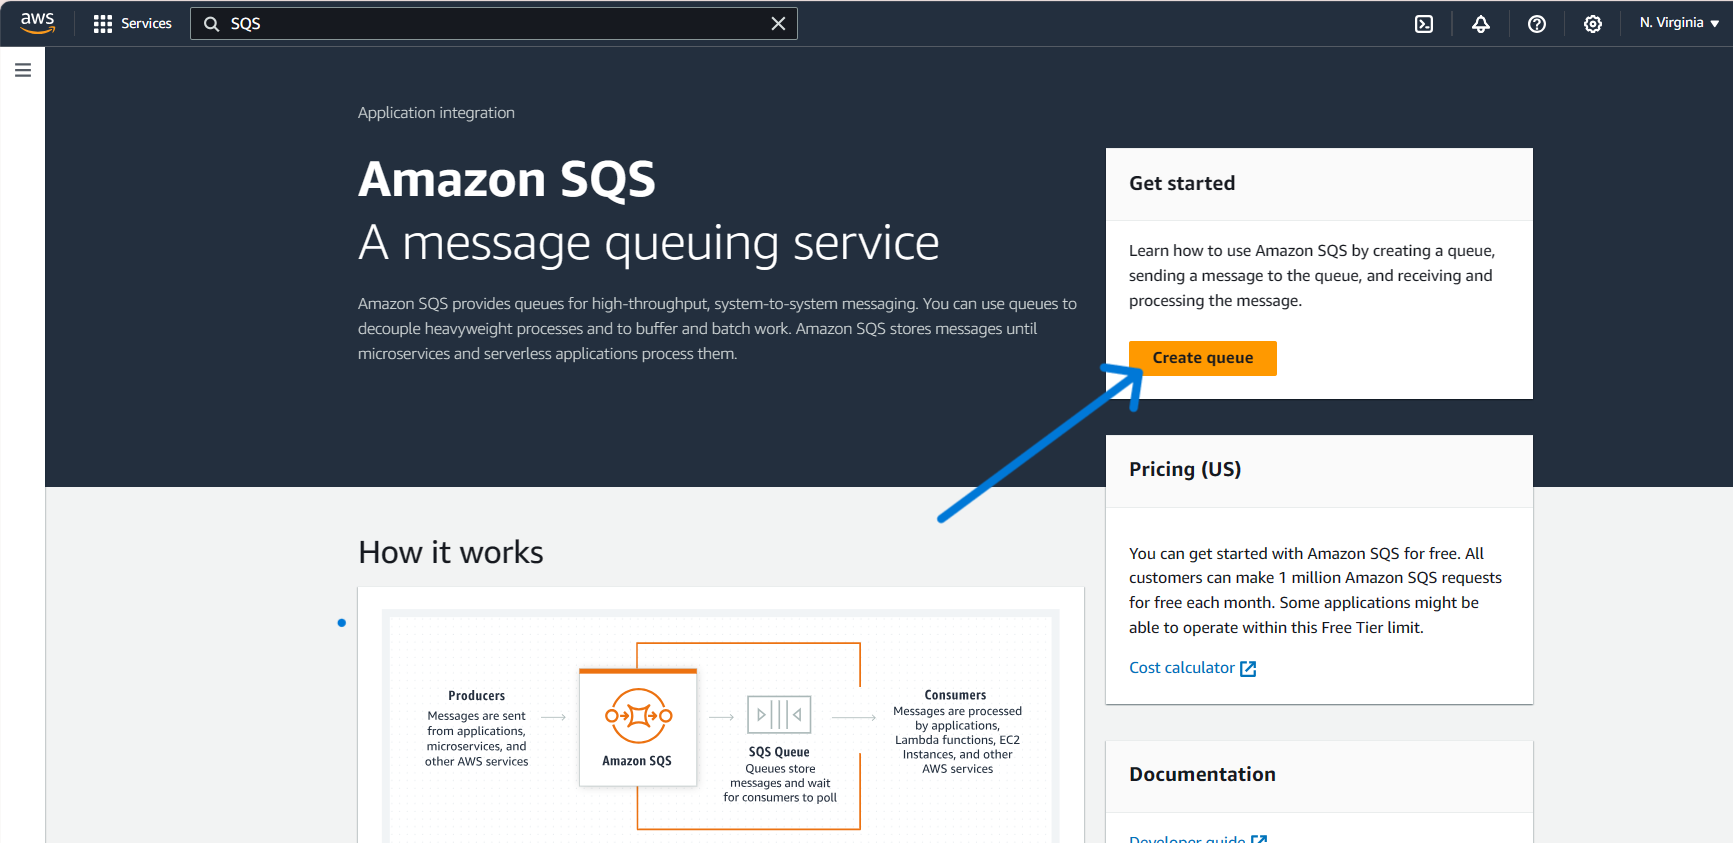 aws
Services
SQS
N. Virginia
Application integration
Amazon SQS
A message queuing service
Amazon SQS provides queues for high-throughput, system-to-system messaging. You can use queues to
decouple heavyweight processes and to buffer and batch work. Amazon SQS stores messages until
microservices and serverless applications process them.
Get started
Learn how to use Amazon SQS by creating a queue,
sending a message to the queue, and receiving and
processing the message.
Create queue
Pricing (US)
You can get started with Amazon SQS for free. All
customers can make 1 million Amazon SQS requests
for free each month. Some applications might be
able to operate within this Free Tier limit.
Cost calculator
How it works
Producers
Messages are sent
from applications,
microservices, and
other AWS services
Amazon SQS
SQS Queue
Queues store
messages and wait
for consumers to poll
Consumers
Messages are processed
by applications,
Lambda functions, EC2
Instances, and other
AWS services
Documentation
Developer guide